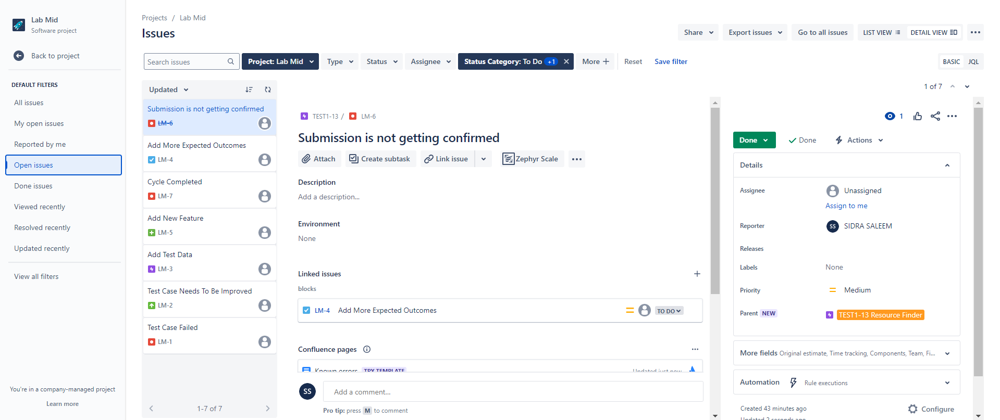 Lab Mid
Software project
Back to project
DEFAULT FILTERS
All issues
My open issues
Reported by me
Open issues
Done issues
Viewed recently
Resolved recently
Updated recently
View all filters
You're in a company-managed project
Learn more
Projects / Lab Mid
Issues
Share
Export issues
Go to all issues
LIST VIEW
DETAIL VIEW
Search issues
Project: Lab Mid
Type
Status
Assignee
Status Category: To Do +1
More
Reset
Save filter
BASIC
JQL
Updated
Submission is not getting confirmed
LM-6
Add More Expected Outcomes
LM-4
Cycle Completed
LM-7
Add New Feature
LM-5
Add Test Data
LM-3
Test Case Needs To Be Improved
LM-2
Test Case Failed
LM-1
1-7 of 7
1 of 7
TEST1-13 / LM-6
Submission is not getting confirmed
Attach
Create subtask
Link issue
Zephyr Scale
Description
Add a description...
Environment
None
Linked issues
blocks
LM-4 Add More Expected Outcomes TO DO
Confluence pages
Known errors TRY TEMPLATE Updated just now
SS
Add a comment...
Pro tip: press M to comment
1
Done
Done
Actions
Details
Assignee Unassigned
Assign to me
Reporter SS SIDRA SALEEM
Releases
Labels None
Priority Medium
Parent NEW TEST1-13 Resource Finder
More fields Original estimate, Time tracking, Components, Team, Fi...
Automation Rule executions
Created 43 minutes ago
Configure
Updated 2 seconds ago